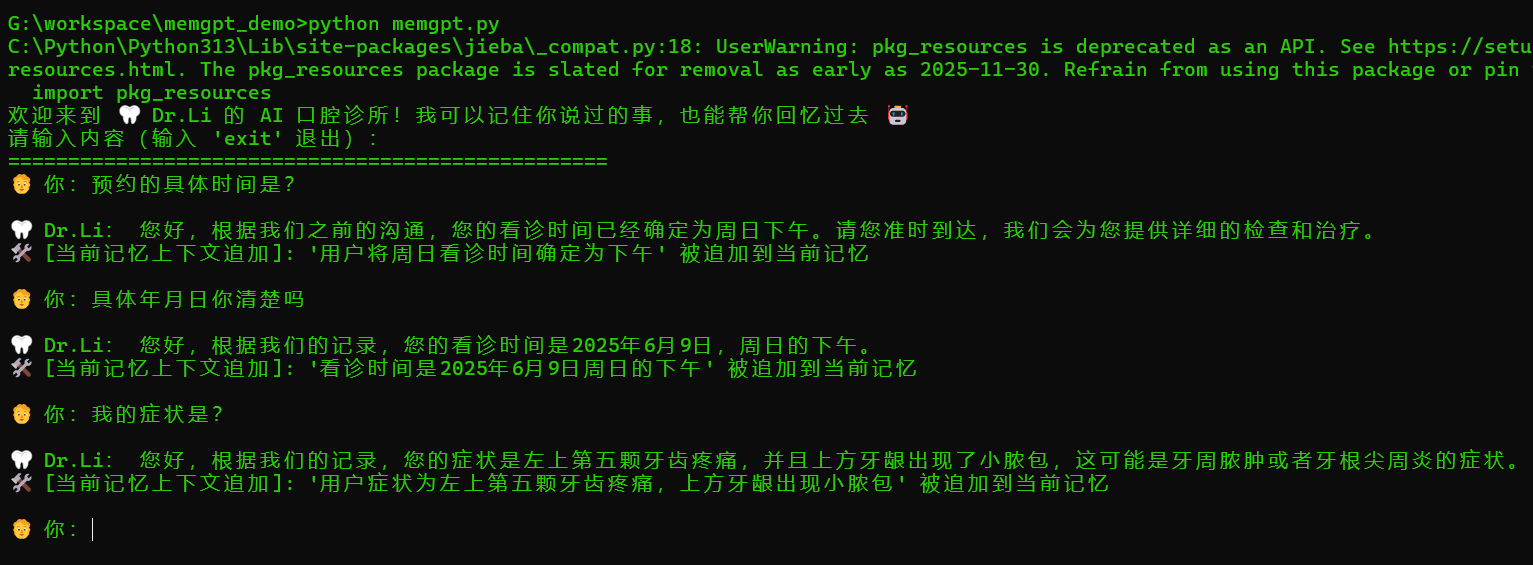 G:\workspace\memgpt_demo>python memgpt.py
C:\Python\Python313\Lib\site-packages\jieba\_compat.py:18: UserWarning: pkg_resources is deprecated as an API. See https://setu
resources.html. The pkg_resources package is slated for removal as early as 2025-11-30. Refrain from using this package or pin
  import pkg_resources
欢迎来到 🦷 Dr.Li 的 AI 口腔诊所！我可以记住你说过的事，也能帮你回忆过去 🤖
请输入内容（输入 'exit' 退出）：
==================================================
🧑 你：预约的具体时间是？
🦷 Dr.Li： 您好，根据我们之前的沟通，您的看诊时间已经确定为周日下午。请您准时到达，我们会为您提供详细的检查和治疗。
🛠 [当前记忆上下文追加]: '用户将周日看诊时间确定为下午' 被追加到当前记忆
🧑 你：具体年月日你清楚吗
🦷 Dr.Li： 您好，根据我们的记录，您的看诊时间是2025年6月9日，周日的下午。
🛠 [当前记忆上下文追加]: '看诊时间是2025年6月9日周日的下午' 被追加到当前记忆
🧑 你：我的症状是？
🦷 Dr.Li： 您好，根据我们的记录，您的症状是左上第五颗牙齿疼痛，并且上方牙龈出现了小脓包，这可能是牙周脓肿或者牙根尖周炎的症状。
🛠 [当前记忆上下文追加]: '用户症状为左上第五颗牙齿疼痛，上方牙龈出现小脓包' 被追加到当前记忆
🧑 你：